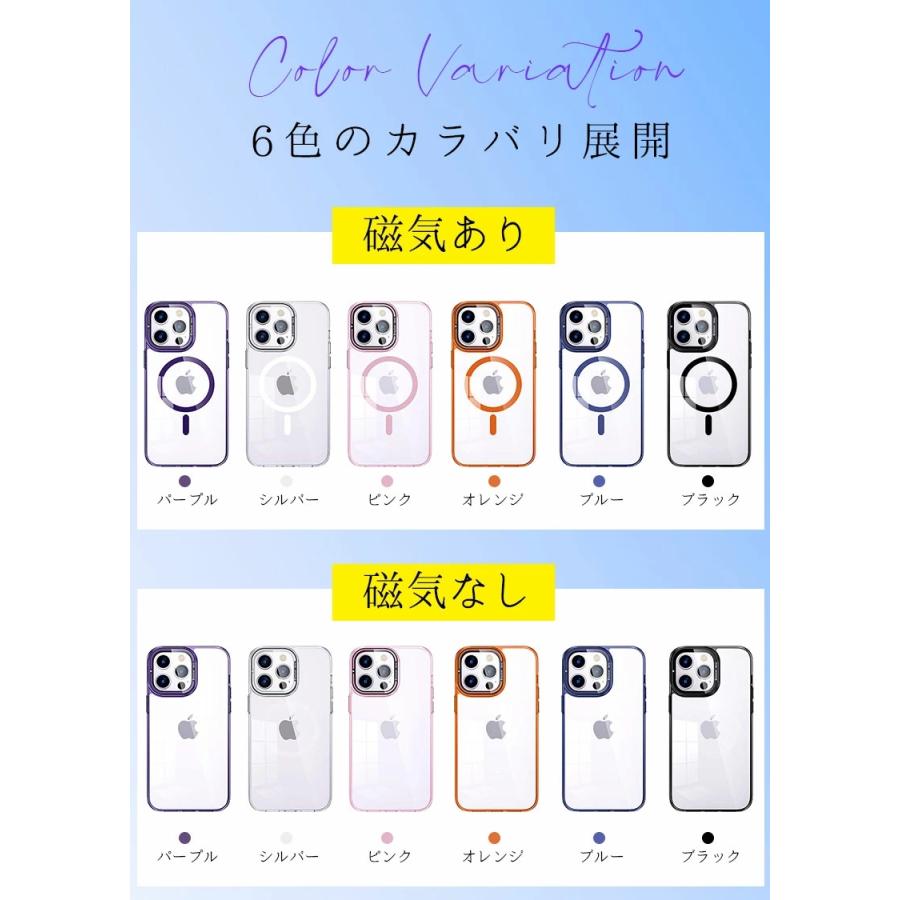 Color Variation
6色のカラバリ展開
磁気あり
パープル シルバー ピンク オレンジ ブルー ブラック
磁気なし
パープル シルバー ピンク オレンジ ブルー ブラック